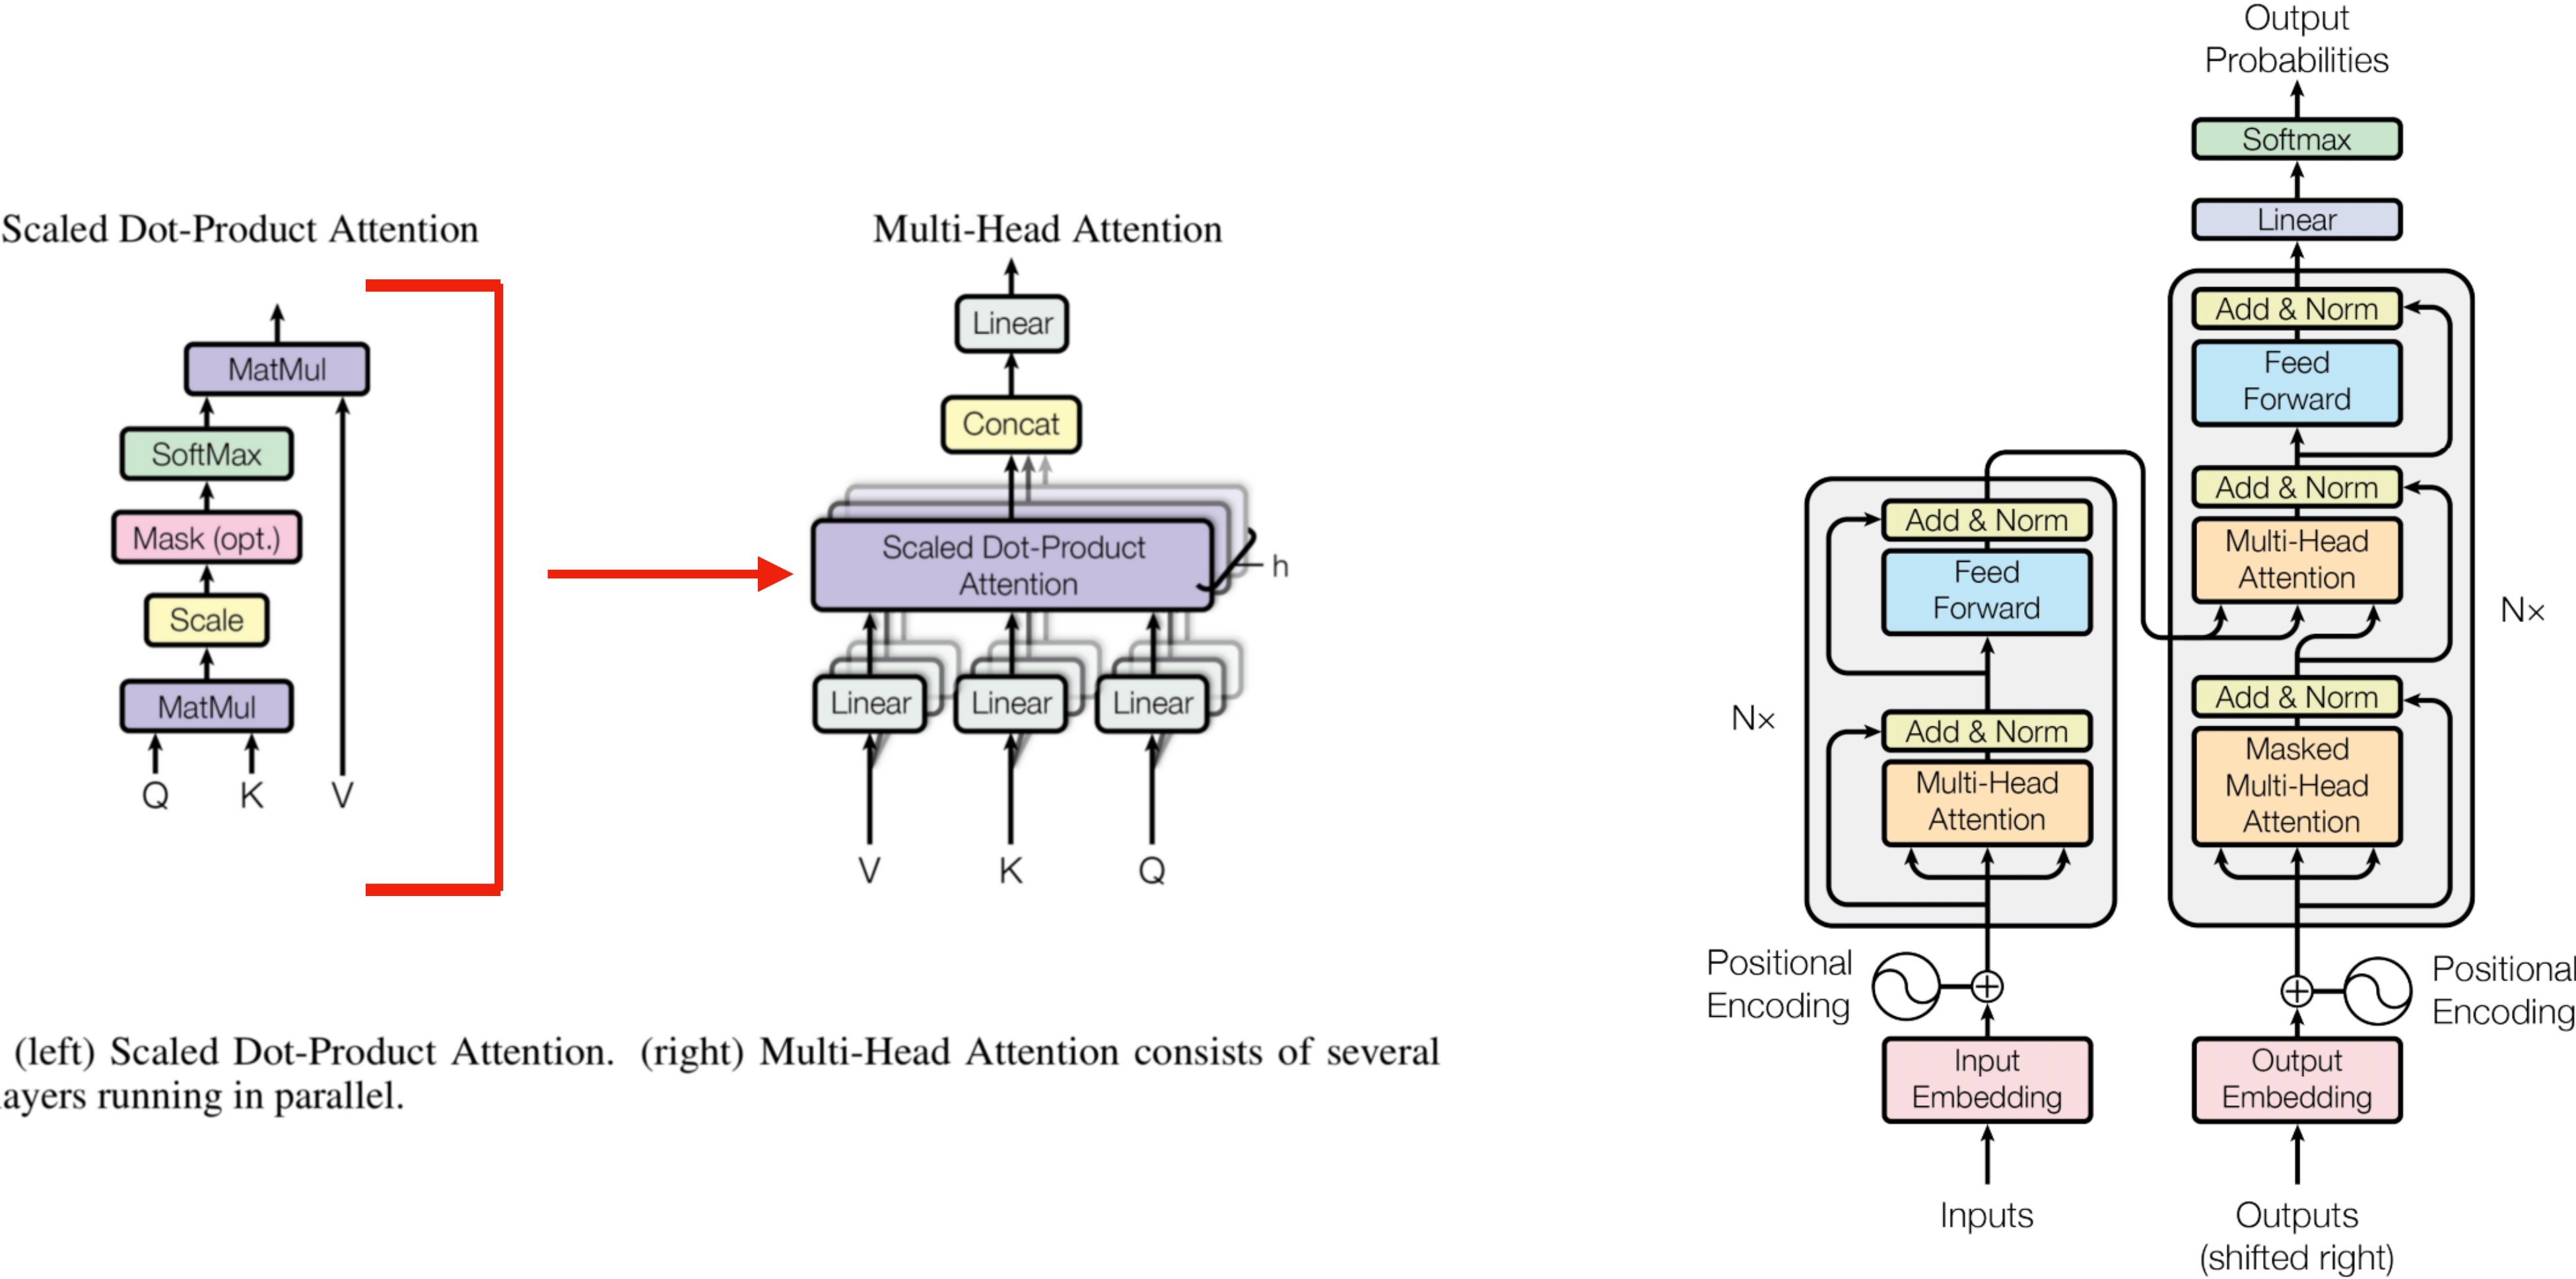 Scaled Dot-Product Attention
MatMul
SoftMax
Mask (opt.)
Scale
MatMul
Q K V
Multi-Head Attention
Linear
Concat
Scaled Dot-Product
Attention
h
Linear Linear Linear
V K Q
(left) Scaled Dot-Product Attention. (right) Multi-Head Attention consists of several
ayers running in parallel.
Output
Probabilities
Softmax
Linear
Add & Norm
Feed
Forward
Add & Norm
Multi-Head
Attention
N×
Add & Norm
Masked
Multi-Head
Attention
Positional
Encoding
Output
Embedding
Outputs
(shifted right)
Add & Norm
Feed
Forward
N×
Add & Norm
Multi-Head
Attention
Positional
Encoding
Input
Embedding
Inputs